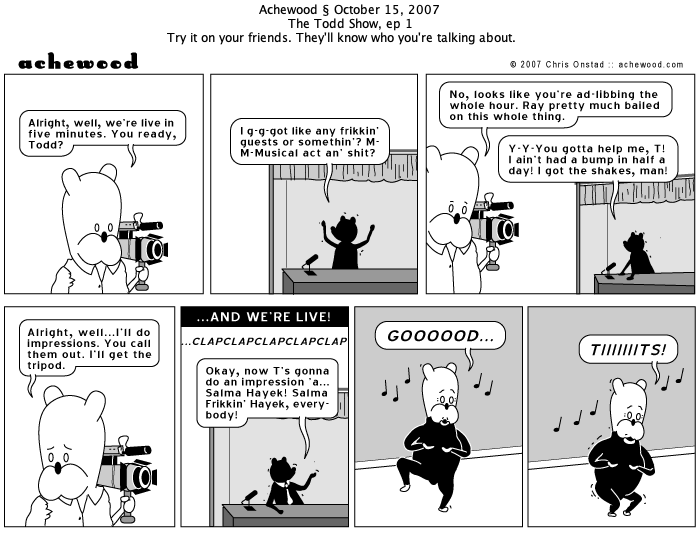 Achewood § October 15, 2007
The Todd Show, ep 1
Try it on your friends. They'll know who you're talking about.
achewood
© 2007 Chris Onstad :: achewood.com
Alright, well, we're live in
five minutes. You ready,
Todd?
I g-g-got like any frikkin'
guests or somethin'? M-
M-Musical act an' shit?
No, looks like you're ad-libbing the
whole hour. Ray pretty much bailed
on this whole thing.
Y-Y-You gotta help me, T!
I ain't had a bump in half a
day! I got the shakes, man!
Alright, well...I'll do
impressions. You call
them out. I'll get the
tripod.
...AND WE'RE LIVE!
...CLAPCLAPCLAPCLAPCLAP
Okay, now T's gonna
do an impression 'a...
Salma Hayek! Salma
Frikkin' Hayek, every-
body!
GOOOOOD...
TIIIIIIITS!